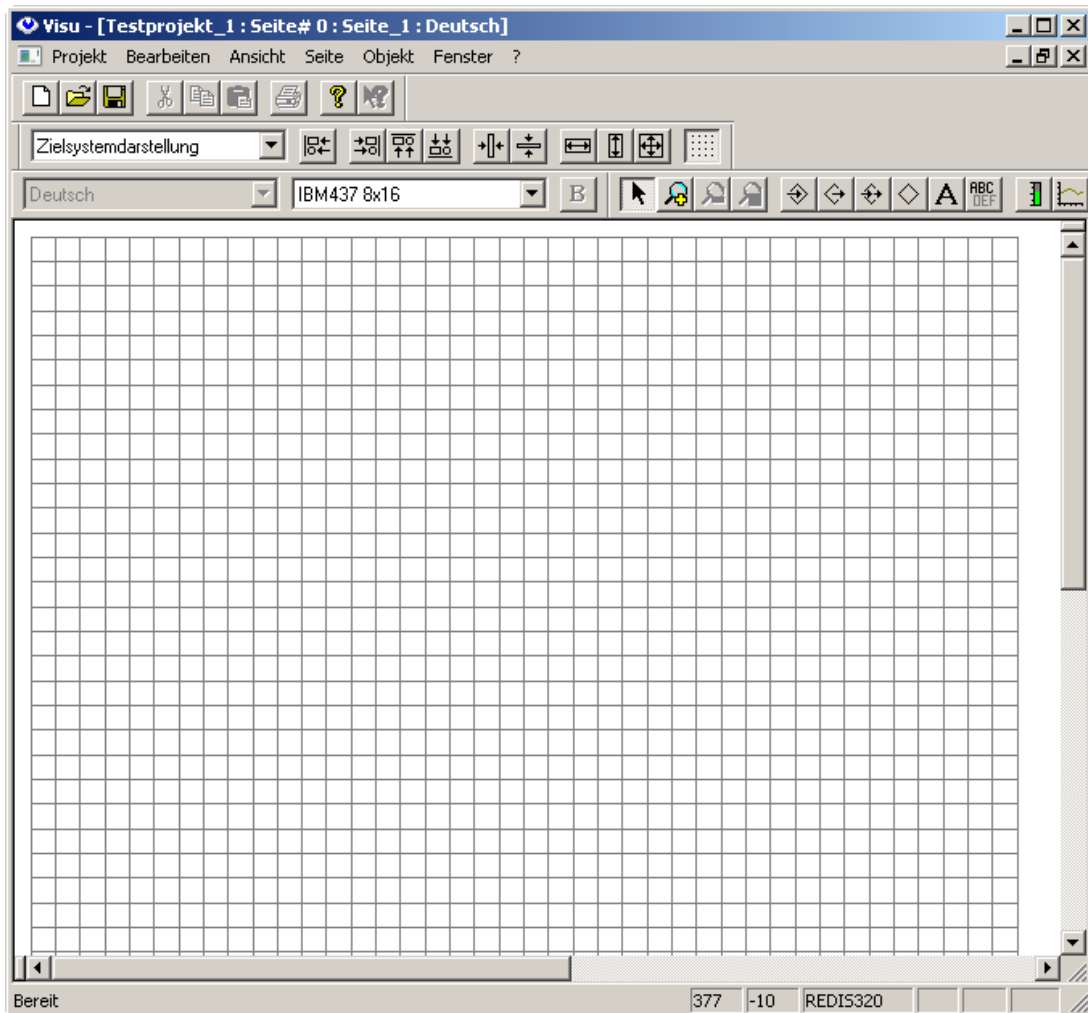 Visu - [Testprojekt_1 : Seite# 0 : Seite_1 : Deutsch]
Projekt Bearbeiten Ansicht Seite Objekt Fenster ?
Zielsystemdarstellung
Deutsch IBM437 8x16 B A ABC
DEF
Bereit 377 -10 REDIS320